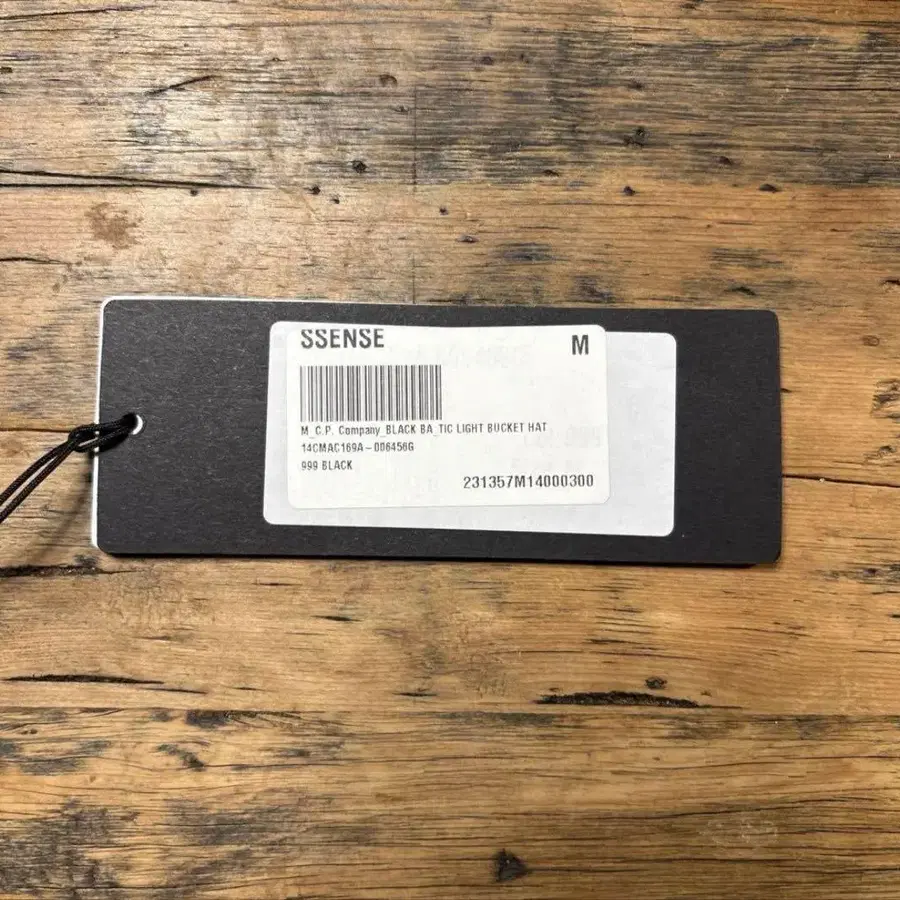 SSENSE
M
M_C.P. Company_BLACK BA_TIC LIGHT BUCKET HAT
14CMAC169A-006456G
999 BLACK
231357M14000300